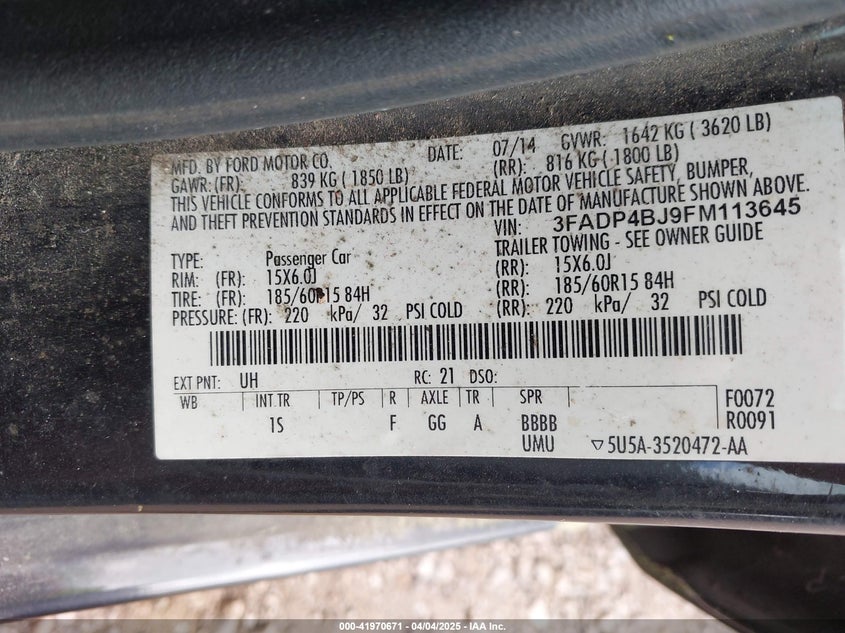 MFD. BY FORD MOTOR CO. DATE: 07/14 GVWR: 1642 KG ( 3620 LB)
GAWR: (FR): 839 KG ( 1850 LB) (RR): 816 KG ( 1800 LB)
THIS VEHICLE CONFORMS TO ALL APPLICABLE FEDERAL MOTOR VEHICLE SAFETY, BUMPER,
AND THEFT PREVENTION STANDARDS IN EFFECT ON THE DATE OF MANUFACTURE SHOWN ABOVE.
VIN: 3FADP4BJ9FM113645
TYPE: Passenger Car TRAILER TOWING - SEE OWNER GUIDE
RIM: (FR): 15X6.0J (RR): 15X6.0J
TIRE: (FR): 185/60R15 84H (RR): 185/60R15 84H
PRESSURE: (FR): 220 kPa/ 32 PSI COLD (RR): 220 kPa/ 32 PSI COLD
EXT PNT: UH RC: 21 DSO:
WB INT.TR TP/PS R AXLE TR SPR F0072
1S F GG A BBBB R0091
UMU ▽5U5A-3520472-AA
000-41970671 - 04/04/2025 - IAA Inc.